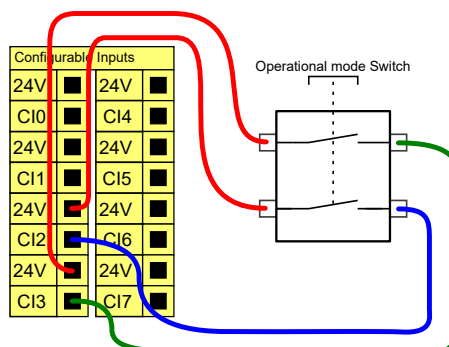 Configurable Inputs
Operational mode Switch
24V 24V
CI0 CI4
24V 24V
CI1 CI5
24V 24V
CI2 CI6
24V 24V
CI3 CI7